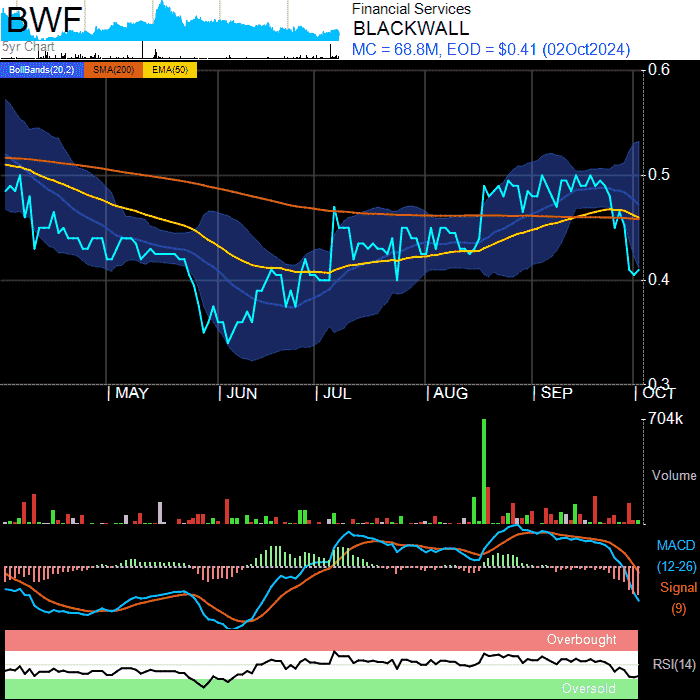 BWF
5yr Chart
Financial Services
BLACKWALL
MC = 68.8M, EOD = $0.41 (02Oct2024)
BollBands(20,2) SMA(200) EMA(50)
0.6
0.5
0.4
0.3
MAY JUN JUL AUG SEP OCT
704k
Volume
MACD
(12-26)
Signal
(9)
Overbought
RSI(14)
Oversold